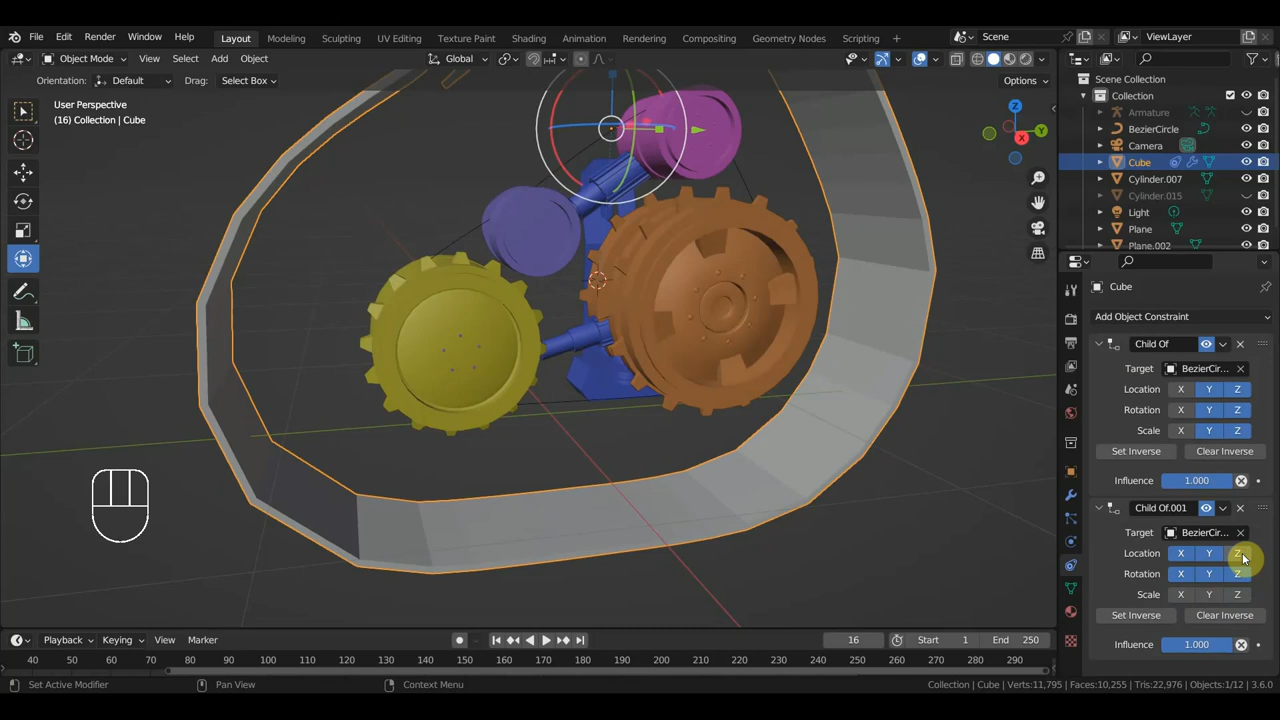 File Edit Render Window Help Layout Modeling Sculpting UV Editing Texture Paint Shading Animation Rendering Compositing Geometry Nodes Scripting + Scene ViewLayer
Object Mode View Select Add Object Global Options
Orientation: Default Drag: Select Box
User Perspective
(16) Collection | Cube
Z
Y
X
Scene Collection
Collection
Armature
BezierCircle
Camera
Cube
Cylinder.007
Cylinder.015
Light
Plane
Plane.002
Cube
Add Object Constraint
Child Of
Target BezierCir...
Location X Y Z
Rotation X Y Z
Scale X Y Z
Set Inverse Clear Inverse
Influence 1.000
Child Of.001
Target BezierCir...
Location X Y Z
Rotation X Y Z
Scale X Y Z
Set Inverse Clear Inverse
Influence 1.000
Playback Keying View Marker 16 Start 1 End 250
40 50 60 70 80 90 100 110 120 130 140 150 160 170 180 190 200 210 220 230 240 250 260 270 280 290
Set Active Modifier Pan View Context Menu Collection | Cube | Verts:11,795 | Faces:10,255 | Tris:22,976 | Objects:1/12 | 3.6.0